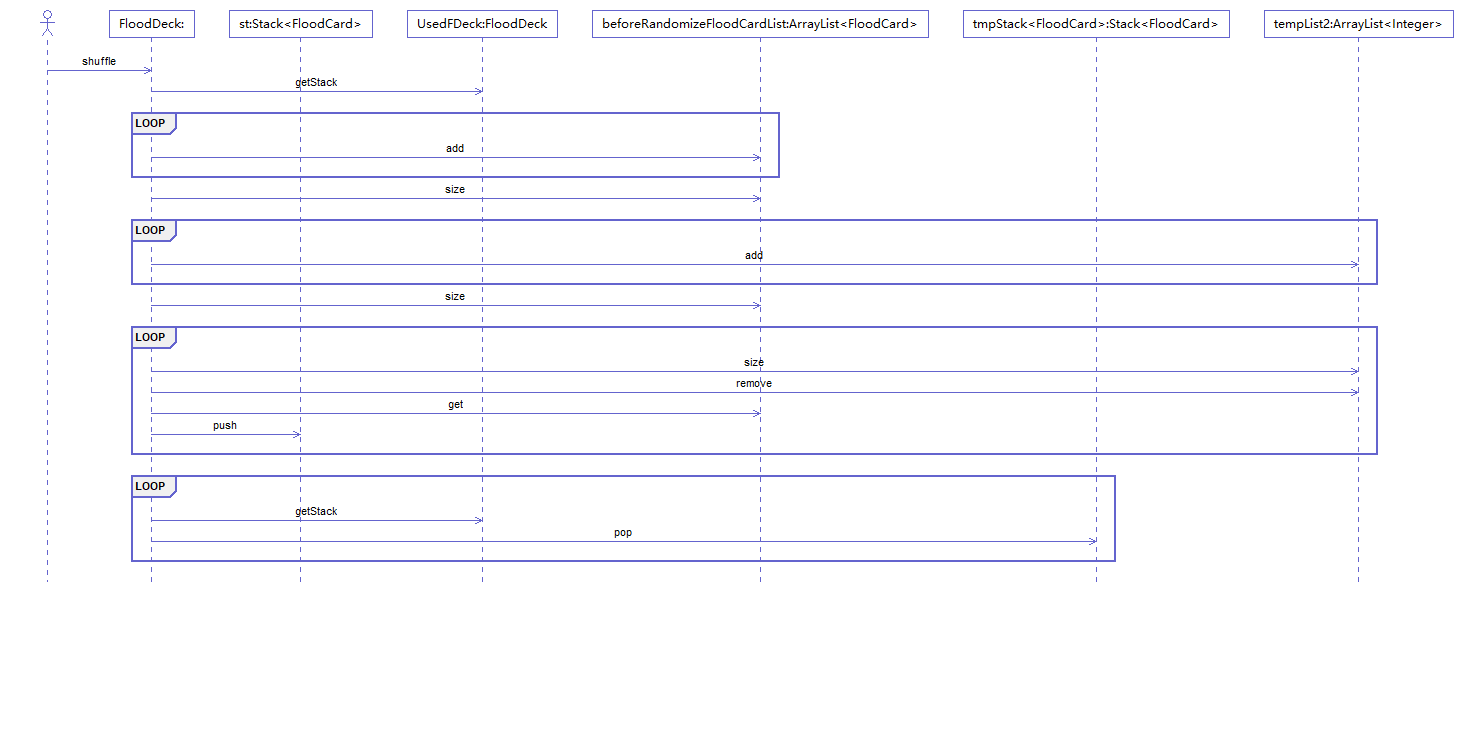 FloodDeck:
st:Stack<FloodCard>
UsedFDeck:FloodDeck
beforeRandomizeFloodCardList:ArrayList<FloodCard>
tmpStack<FloodCard>:Stack<FloodCard>
tempList2:ArrayList<Integer>
shuffle
getStack
LOOP
add
size
LOOP
add
size
LOOP
size
remove
get
push
LOOP
getStack
pop